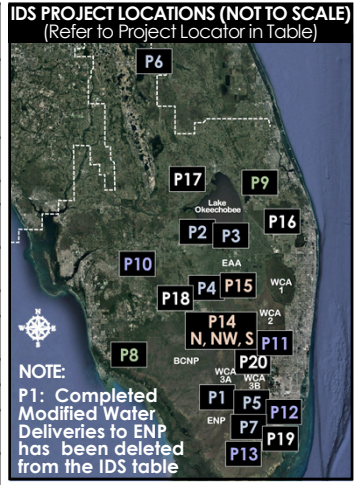 IDS PROJECT LOCATIONS (NOT TO SCALE)
(Refer to Project Locator in Table)
P6
P17
P9
Lake
Okeechobee
P16
P2
P3
EAA
P10
WCA
1
P4
P15
P18
WCA
2
P14
N, NW, S
P11
P8
BCNP
P20
WCA
3A
WCA
3B
NOTE:
P1: Completed
Modified Water
Deliveries to ENP
has been deleted
from the IDS table
P1
P5
P12
ENP
P7
P19
P13
N
W
E
S